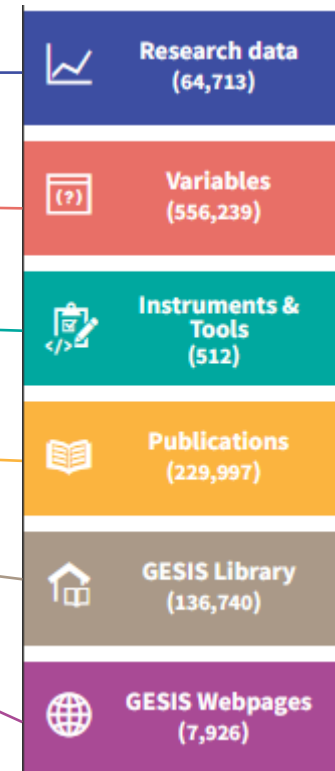 Research data
(64,713)
(?)
Variables
(556,239)
Instruments &
Tools
</>
(512)
Publications
(229,997)
GESIS Library
(136,740)
GESIS Webpages
(7,926)